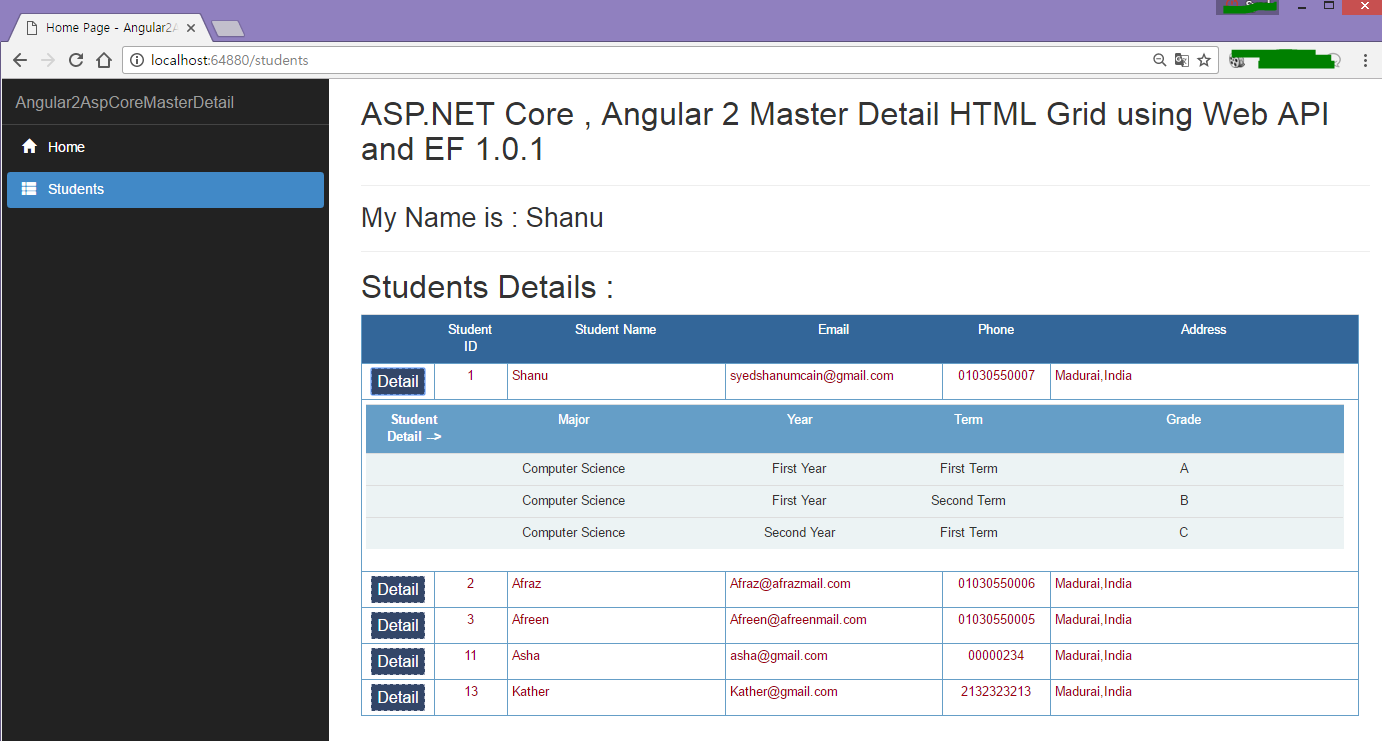 Home Page - Angular2A
localhost:64880/students
Angular2AspCoreMasterDetail
Home
Students
ASP.NET Core , Angular 2 Master Detail HTML Grid using Web API
and EF 1.0.1
My Name is : Shanu
Students Details :
Student ID Student Name Email Phone Address
Detail 1 Shanu syedshanumcain@gmail.com 01030550007 Madurai,India
Student Detail --> Major Year Term Grade
Computer Science First Year First Term A
Computer Science First Year Second Term B
Computer Science Second Year First Term C
Detail 2 Afraz Afraz@afrazmail.com 01030550006 Madurai,India
Detail 3 Afreen Afreen@afreenmail.com 01030550005 Madurai,India
Detail 11 Asha asha@gmail.com 00000234 Madurai,India
Detail 13 Kather Kather@gmail.com 2132323213 Madurai,India